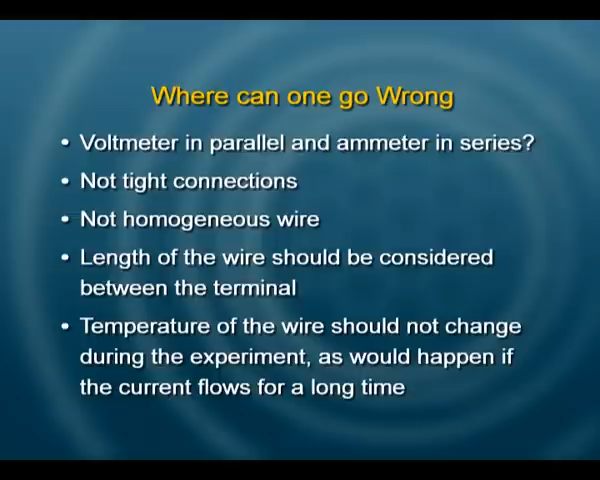 Where can one go Wrong
• Voltmeter in parallel and ammeter in series?
• Not tight connections
• Not homogeneous wire
• Length of the wire should be considered
between the terminal
• Temperature of the wire should not change
during the experiment, as would happen if
the current flows for a long time